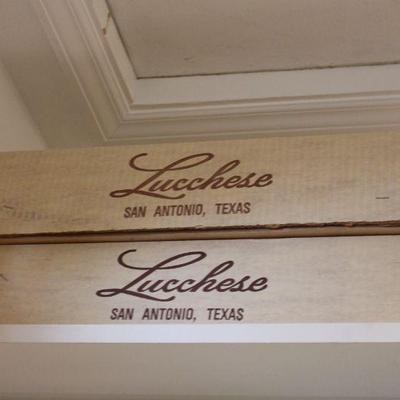 Lucchese
SAN ANTONIO, TEXAS
Lucchese
SAN ANTONIO, TEXAS